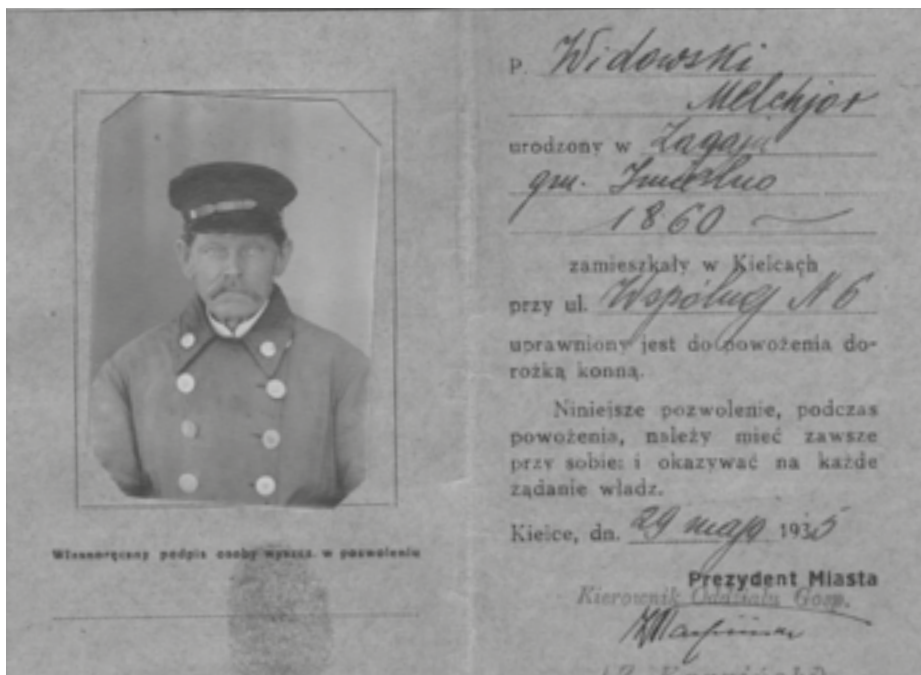 Własnoręczny podpis osoby wyszcz. w pozwoleniu
P. Widowski
Melchjor
urodzony w Zagaju
gm. Imielno
1860
zamieszkały w Kielcach
przy ul. Wspólnej N 6
uprawniony jest do powożenia do-
rożką konną.
Niniejsze pozwolenie, podczas
powożenia, należy mieć zawsze
przy sobie: i okazywać na każde
żądanie władz.
Kielce, dn. 29 maja 1935
Prezydent Miasta
Kierownik Oddziału Gosp.